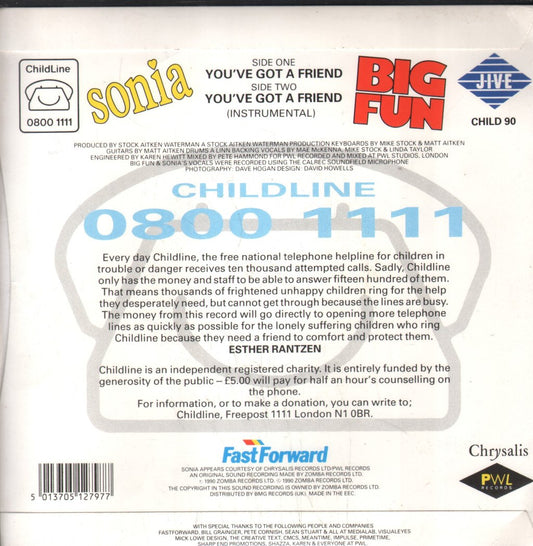 ChildLine
0800 1111
sonia
SIDE ONE
YOU'VE GOT A FRIEND
SIDE TWO
YOU'VE GOT A FRIEND
(INSTRUMENTAL)
BIG
FUN
JIVE
CHILD 90
PRODUCED BY STOCK AITKEN WATERMAN A STOCK AITKEN WATERMAN PRODUCTION KEYBOARDS BY MIKE STOCK & MATT AITKEN
GUITARS BY MATT AITKEN DRUMS A LINN BACKING VOCALS BY MAE McKENNA, MIKE STOCK & LINDA TAYLOR
ENGINEERED BY KAREN HEWITT MIXED BY PETE HAMMOND FOR PWL RECORDED AND MIXED AT PWL STUDIOS, LONDON
BIG FUN & SONIA'S VOCALS WERE RECORDED USING THE CALREC SOUNDFIELD MICROPHONE
PHOTOGRAPHY: DAVE HOGAN DESIGN: DAVID HOWELLS
CHILDLINE
0800 1111
Every day Childline, the free national telephone helpline for children in
trouble or danger receives ten thousand attempted calls. Sadly, Childline
only has the money and staff to be able to answer fifteen hundred of them.
That means thousands of frightened unhappy children ring for the help
they desperately need, but cannot get through because the lines are busy.
The money from this record will go directly to opening more telephone
lines as quickly as possible for the lonely suffering children who ring
Childline because they need a friend to comfort and protect them.
ESTHER RANTZEN
Childline is an independent registered charity. It is entirely funded by the
generosity of the public – £5.00 will pay for half an hour's counselling on
the phone.
For information, or to make a donation, you can write to;
Childline, Freepost 1111 London N1 0BR.
FastForward
SONIA APPEARS COURTESY OF CHRYSALIS RECORDS LTD/PWL RECORDS
AN ORIGINAL SOUND RECORDING MADE BY ZOMBA RECORDS LTD.
℗ 1990 ZOMBA RECORDS LTD. © 1990 ZOMBA RECORDS LTD.
THE COPYRIGHT IN THIS SOUND RECORDING IS OWNED BY ZOMBA RECORDS LTD.
DISTRIBUTED BY BMG RECORDS (UK). MADE IN THE EEC.
5 013705 127977
Chrysalis
PWL
RECORDS
WITH SPECIAL THANKS TO THE FOLLOWING PEOPLE AND COMPANIES
FASTFORWARD, BILL GRAINGER, PETE CORNISH, SEAN STUART & ALL AT MEDIALAB, VISUALEYES
MICK LOWE DESIGN, THE CREATIVE TEXT, CMCS, MEANTIME, IMPULSE, PRIMETIME,
SHARP END PROMOTIONS, SHAZZA, KAREN & EVERYONE AT PWL.